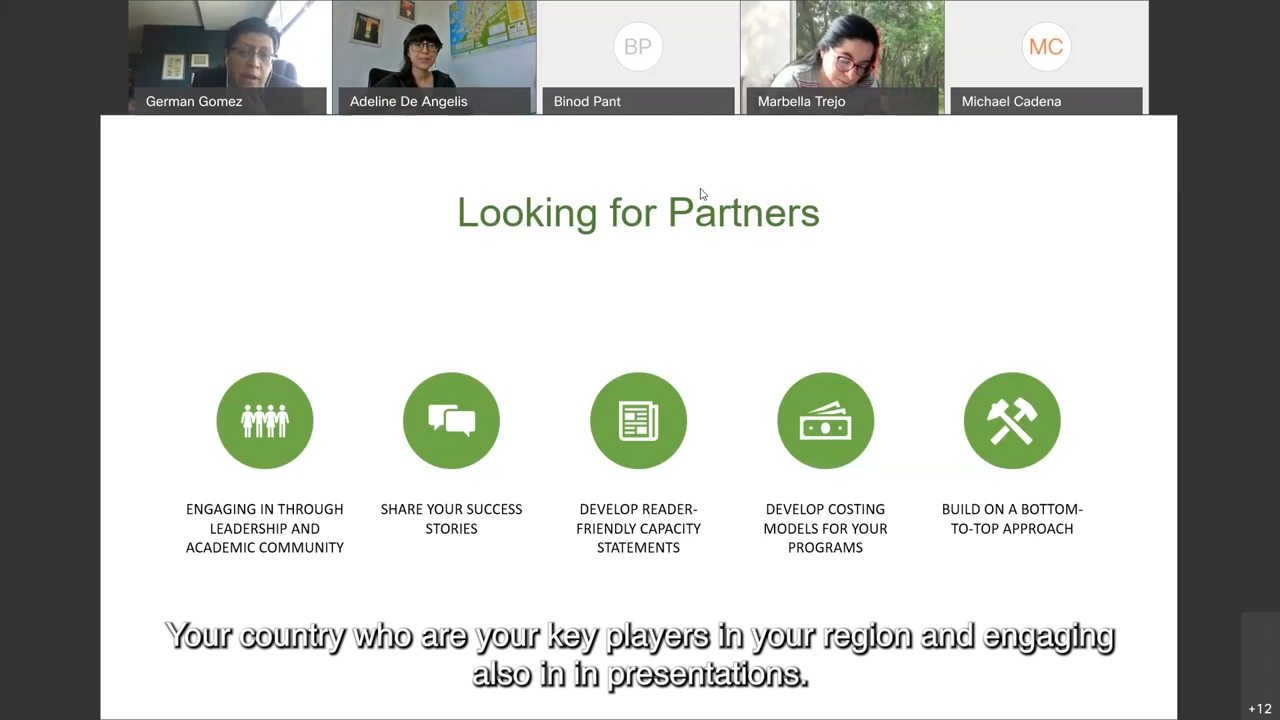 BP
MC
German Gomez
Adeline De Angelis
Binod Pant
Marbella Trejo
Michael Cadena
Looking for Partners
ENGAGING IN THROUGH
LEADERSHIP AND
ACADEMIC COMMUNITY
SHARE YOUR SUCCESS
STORIES
DEVELOP READER-
FRIENDLY CAPACITY
STATEMENTS
DEVELOP COSTING
MODELS FOR YOUR
PROGRAMS
BUILD ON A BOTTOM-
TO-TOP APPROACH
Your country who are your key players in your region and engaging
also in in presentations.
+12